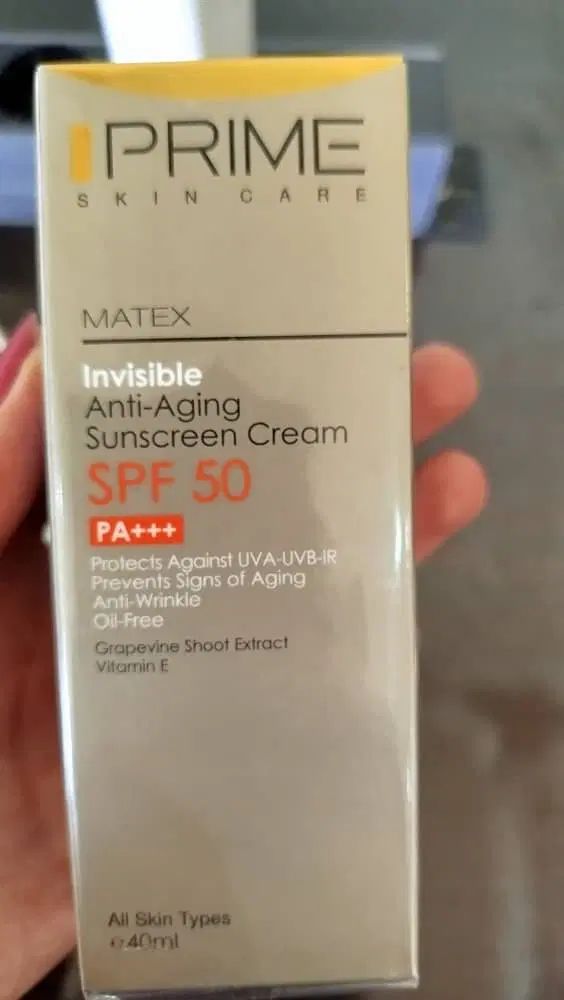 PRIME
SKIN CARE
MATEX
Invisible
Anti-Aging
Sunscreen Cream
SPF 50
PA+++
Protects Against UVA-UVB-IR
Prevents Signs of Aging
Anti-Wrinkle
Oil-Free
Grapevine Shoot Extract
Vitamin E
All Skin Types
℮40ml